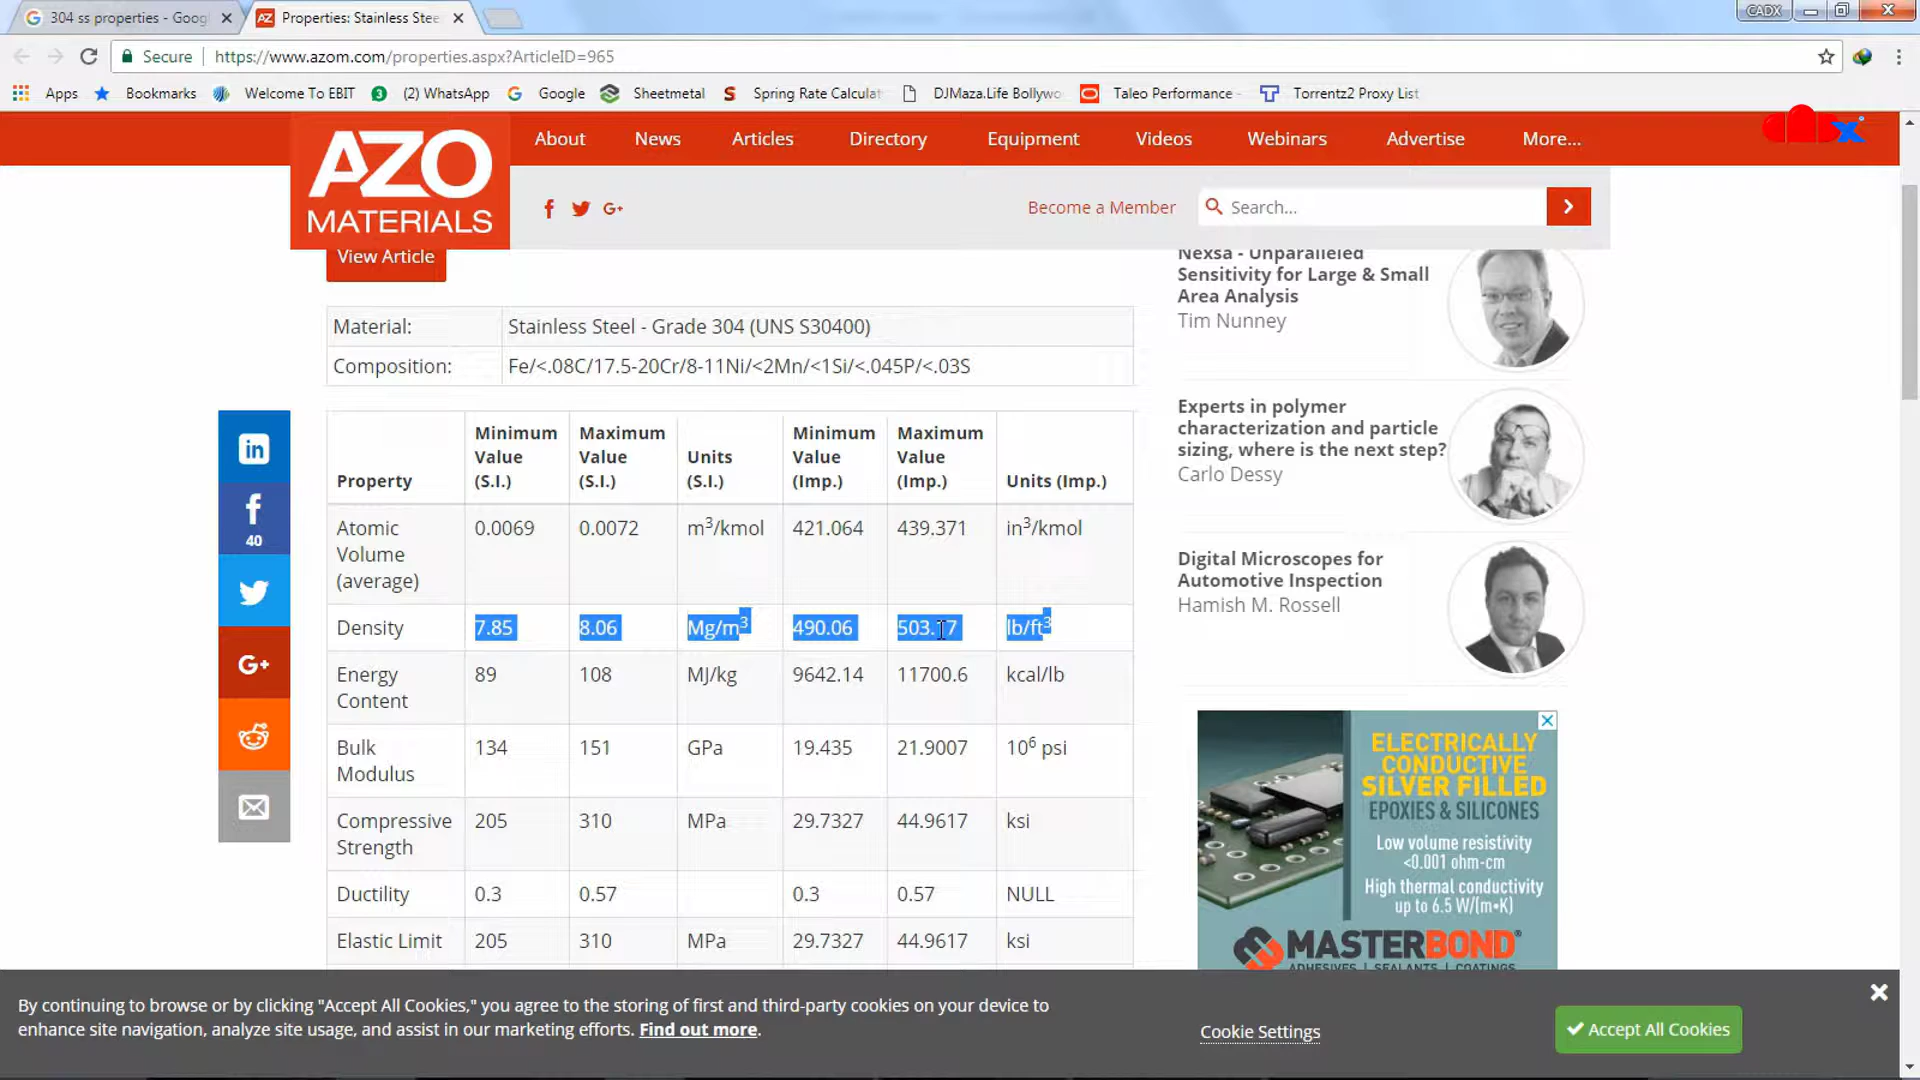 304 ss properties - Goog
Properties: Stainless Stee
CADX
Secure
https://www.azom.com/properties.aspx?ArticleID=965
Apps
Bookmarks
Welcome To EBIT
3
(2) WhatsApp
Google
Sheetmetal
S
Spring Rate Calculat
DJMaza.Life Bollywo
Taleo Performance -
Torrentz2 Proxy List
AZO
MATERIALS
About
News
Articles
Directory
Equipment
Videos
Webinars
Advertise
More...
Become a Member
Search...
View Article
Material: Stainless Steel - Grade 304 (UNS S30400)
Composition: Fe/<.08C/17.5-20Cr/8-11Ni/<2Mn/<1Si/<.045P/<.03S
in
f
40
G+
Property Minimum Value (S.I.) Maximum Value (S.I.) Units (S.I.) Minimum Value (Imp.) Maximum Value (Imp.) Units (Imp.)
Atomic Volume (average) 0.0069 0.0072 m³/kmol 421.064 439.371 in³/kmol
Density 7.85 8.06 Mg/m³ 490.06 lb/ft³
Energy Content 89 108 MJ/kg 9642.14 11700.6 kcal/lb
Bulk Modulus 134 151 GPa 19.435 21.9007 10⁶ psi
Compressive Strength 205 310 MPa 29.7327 44.9617 ksi
Ductility 0.3 0.57 0.3 0.57 NULL
Elastic Limit 205 310 MPa 29.7327 44.9617 ksi
Nexsa - Unparalleled
Sensitivity for Large & Small
Area Analysis
Tim Nunney
Experts in polymer
characterization and particle
sizing, where is the next step?
Carlo Dessy
Digital Microscopes for
Automotive Inspection
Hamish M. Rossell
ELECTRICALLY
CONDUCTIVE
SILVER FILLED
EPOXIES & SILICONES
Low volume resistivity
<0.001 ohm-cm
High thermal conductivity
up to 6.5 W/(m•K)
MASTERBOND®
ADHESIVES | SEALANTS | COATINGS
By continuing to browse or by clicking "Accept All Cookies," you agree to the storing of first and third-party cookies on your device to
enhance site navigation, analyze site usage, and assist in our marketing efforts. Find out more.
Cookie Settings
Accept All Cookies